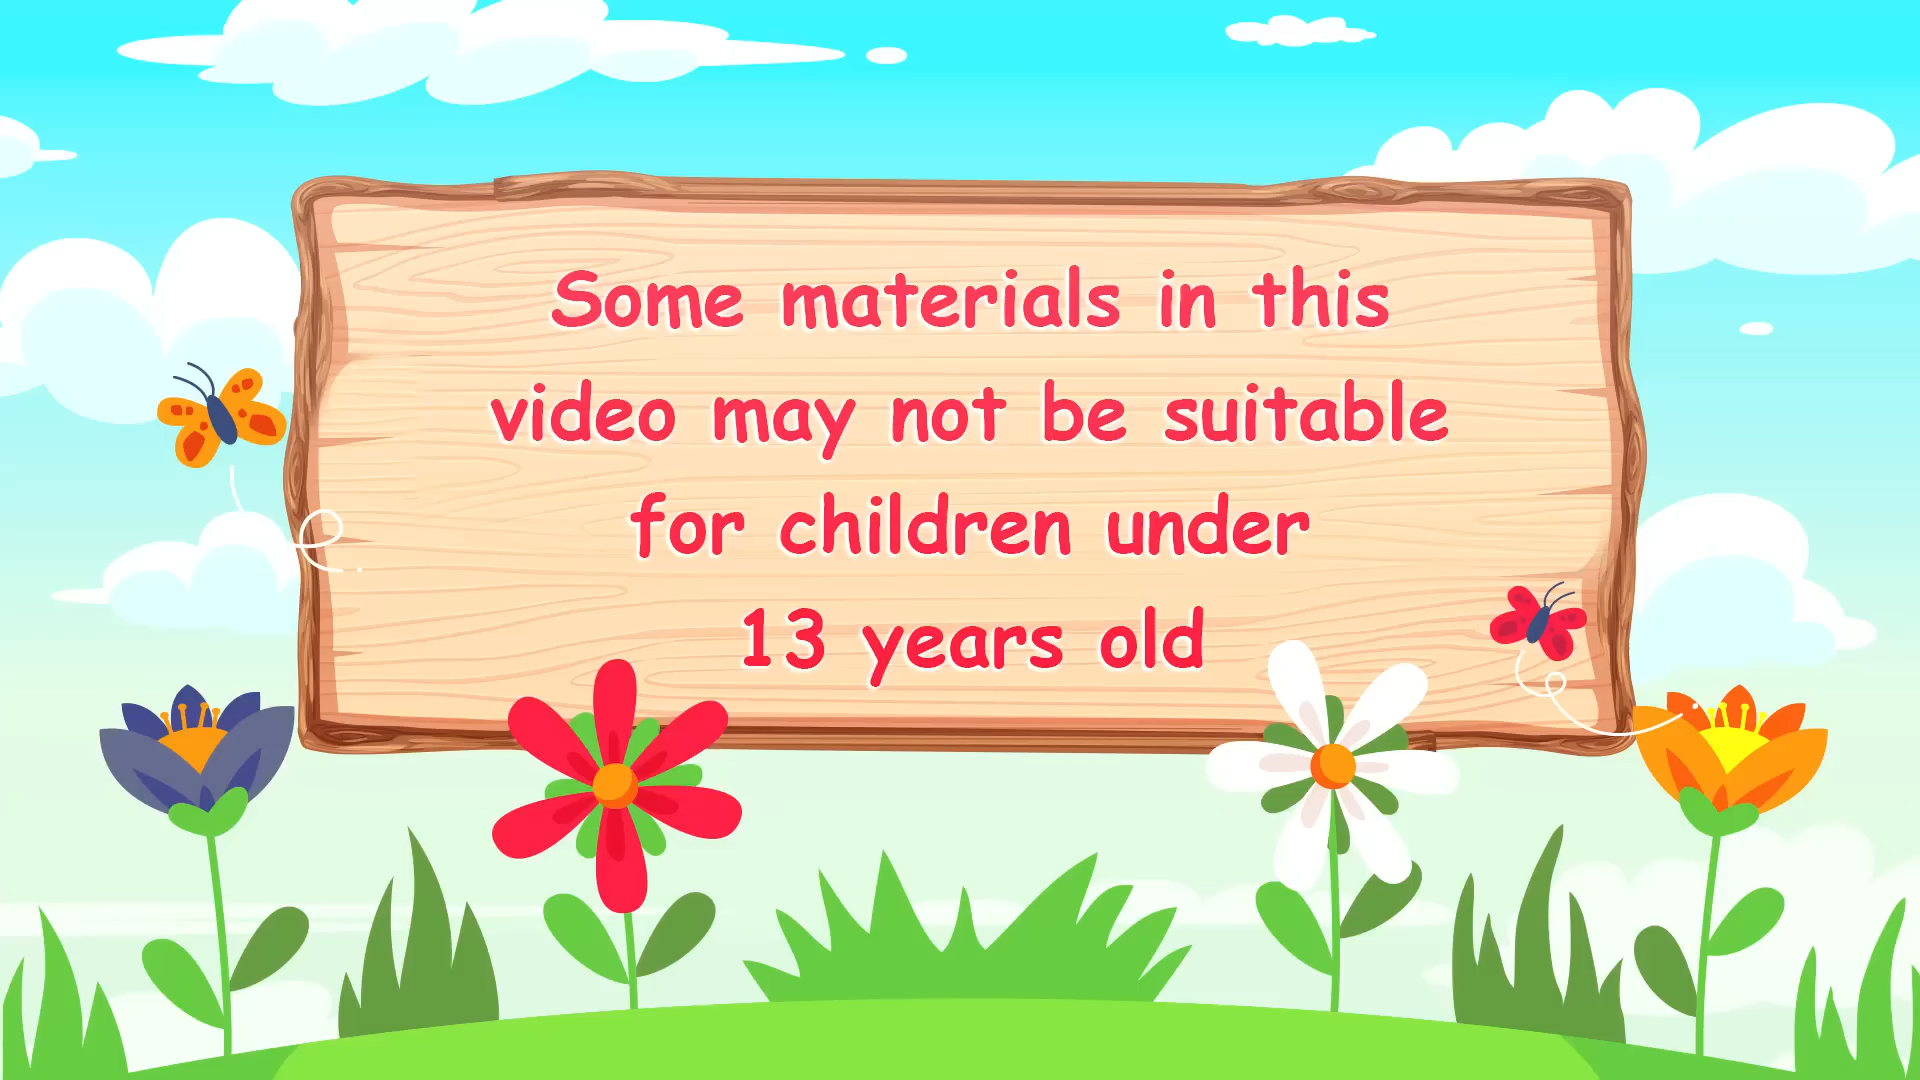 Some materials in this
video may not be suitable
for children under
13 years old